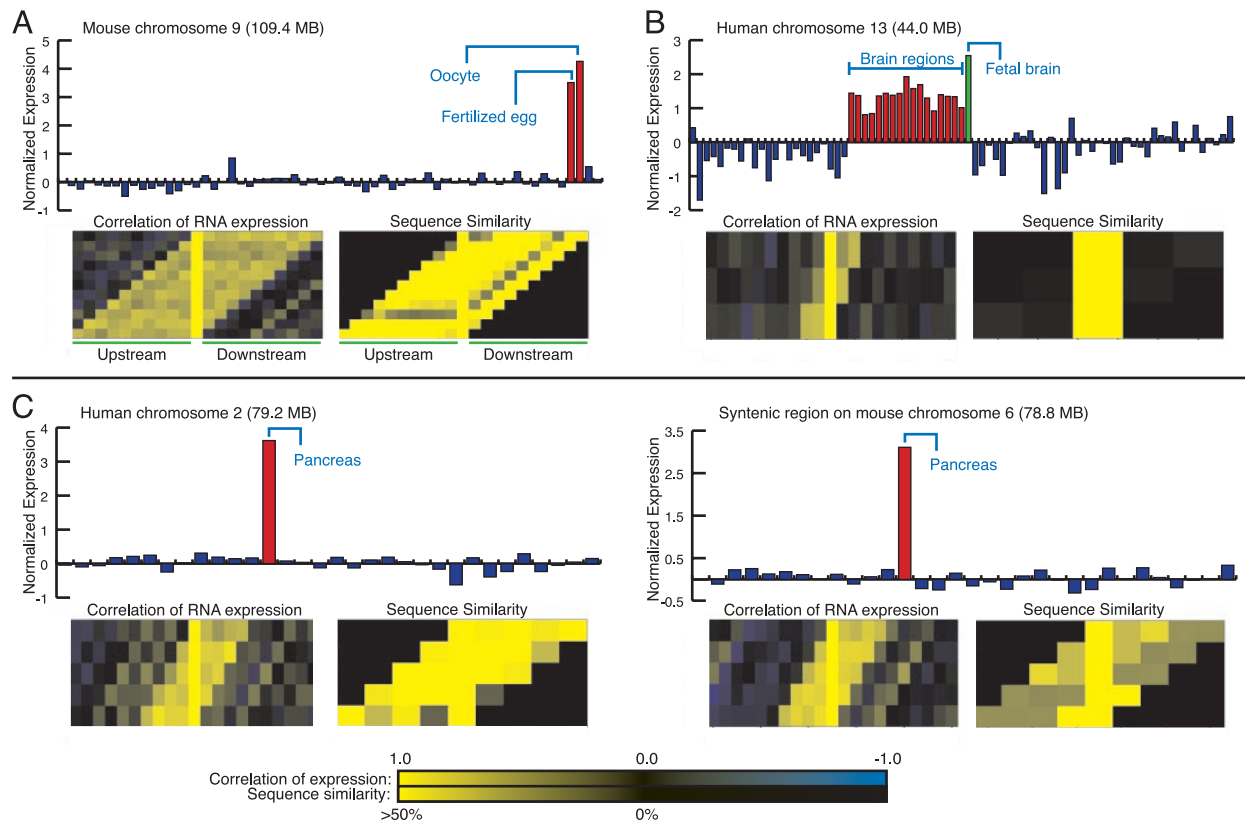 A
Mouse chromosome 9 (109.4 MB)
Normalized Expression
5
4
3
2
1
0
-1
Oocyte
Fertilized egg
Correlation of RNA expression
Sequence Similarity
Upstream
Downstream
Upstream
Downstream
B
Human chromosome 13 (44.0 MB)
Normalized Expression
3
2
1
0
-1
-2
Brain regions
Fetal brain
Correlation of RNA expression
Sequence Similarity
C
Human chromosome 2 (79.2 MB)
Normalized Expression
4
3
2
1
0
-1
Pancreas
Correlation of RNA expression
Sequence Similarity
Syntenic region on mouse chromosome 6 (78.8 MB)
Normalized Expression
3.5
2.5
1.5
0.5
-0.5
Pancreas
Correlation of RNA expression
Sequence Similarity
1.0 0.0 -1.0
Correlation of expression:
Sequence similarity:
>50% 0%